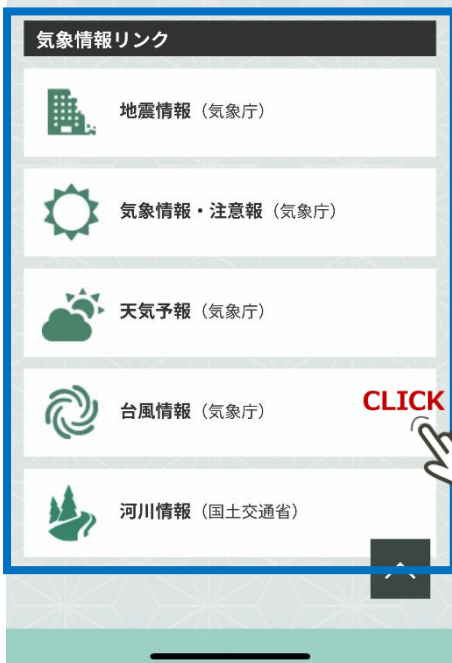 気象情報リンク
地震情報（気象庁）
気象情報・注意報（気象庁）
天気予報（気象庁）
台風情報（気象庁）
CLICK
河川情報（国土交通省）